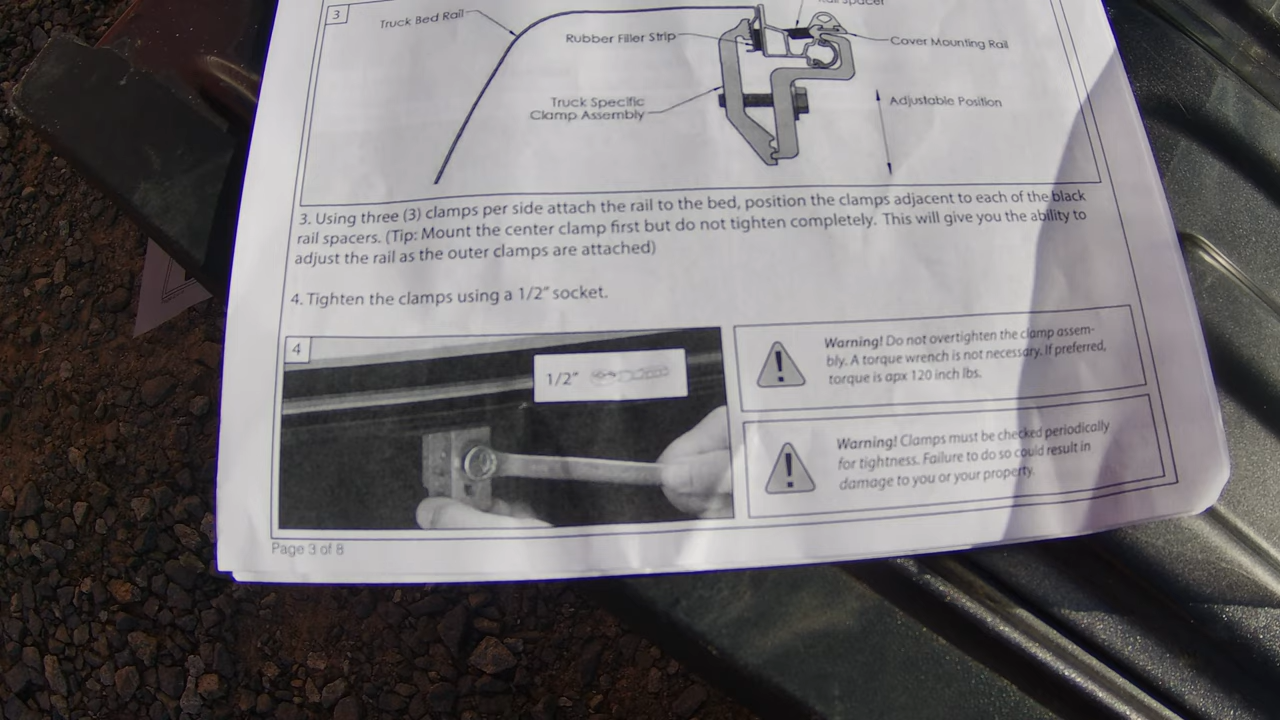 3
Truck Bed Rail
Spacer
Rubber Filler Strip
Cover Mounting Rail
Truck Specific
Clamp Assembly
Adjustable Position
3. Using three (3) clamps per side attach the rail to the bed, position the clamps adjacent to each of the black
rail spacers. (Tip: Mount the center clamp first but do not tighten completely. This will give you the ability to
adjust the rail as the outer clamps are attached)
4. Tighten the clamps using a 1/2" socket.
4
1/2"
Warning! Do not overtighten the clamp assem-
bly. A torque wrench is not necessary. If preferred,
torque is apx 120 inch lbs.
Warning! Clamps must be checked periodically
for tightness. Failure to do so could result in
damage to you or your property.
Page 3 of 8